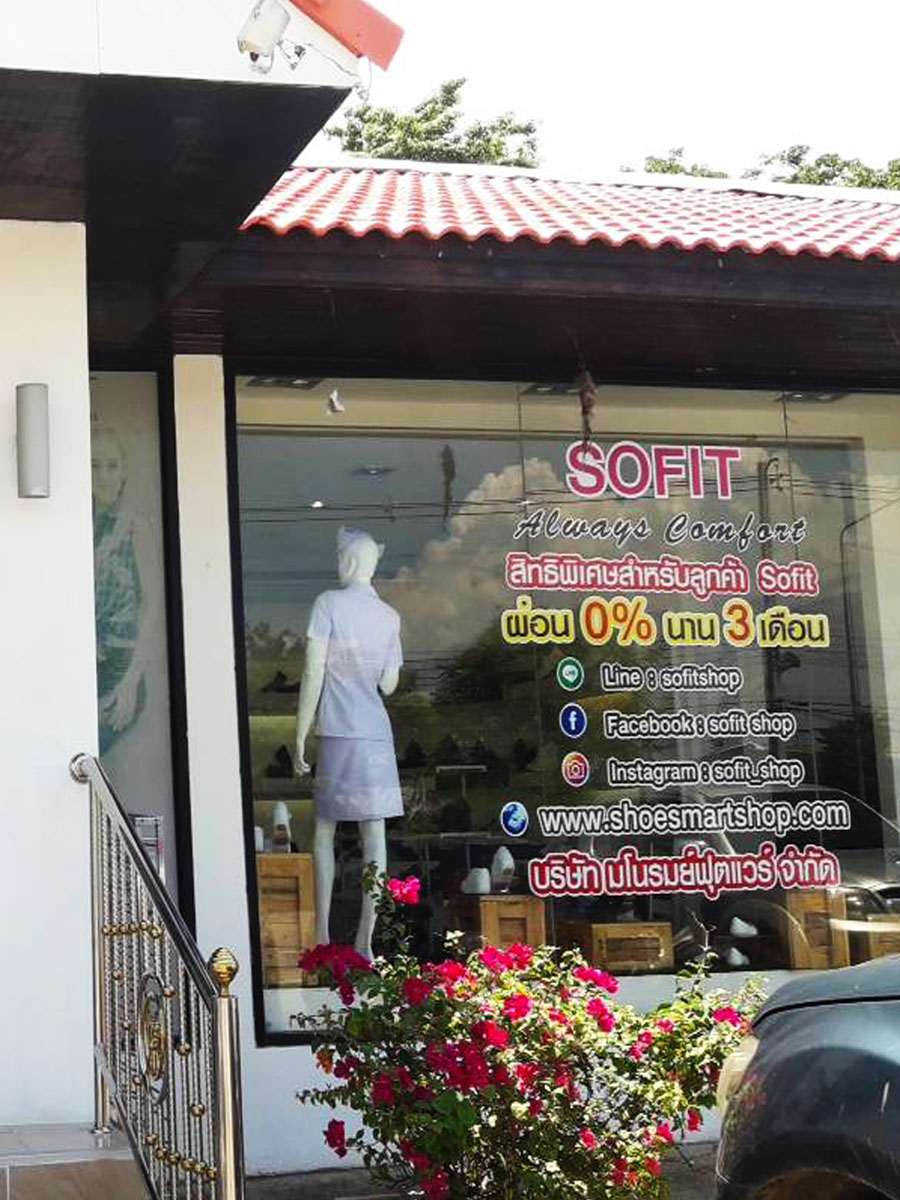 SOFIT
Always Comfort
สิทธิพิเศษสำหรับลูกค้า Sofit
ผ่อน 0% นาน 3 เดือน
LINE Line : sofitshop
f Facebook : sofit shop
Instagram : sofit_shop
www.shoesmartshop.com
บริษัท มโนรมย์ฟุตแวร์ จำกัด